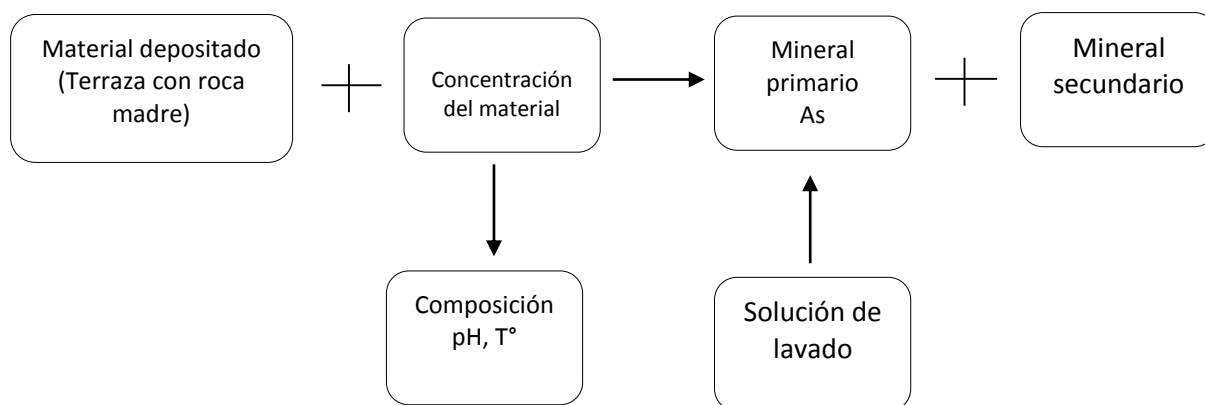 Material depositado
(Terraza con roca
madre)
Concentración
del material
Mineral
primario
As
Mineral
secundario
Composición
pH, T°
Solución de
lavado